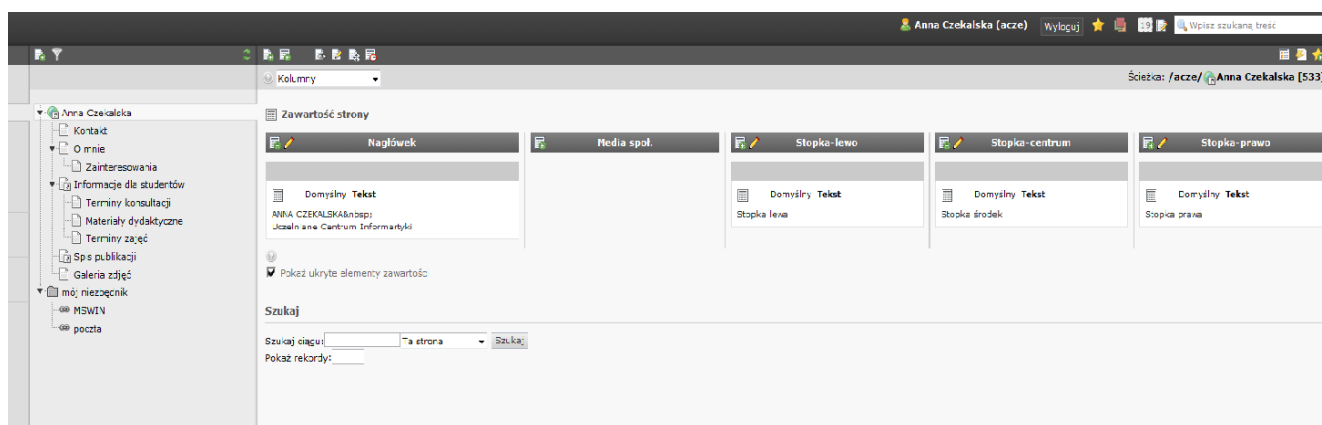 Anna Czekalska (acze) Wyloguj 19 Wpisz szukaną treść
Kolumny
Ścieżka: /acze/ Anna Czekalska [533]
Anna Czekalska
Kontakt
O mnie
Zainteresowania
Informacje dla studentów
Terminy konsultacji
Materiały dydaktyczne
Terminy zajęć
Spis publikacji
Galeria zdjęć
mój niezbędnik
MSWIN
poczta
Zawartość strony
Nagłówek
Domyślny Tekst
ANNA CZEKALSKA&nbsp;
Uczelniane Centrum Informartyki
Media społ.
Stopka-lewo
Domyślny Tekst
Stopka lewa
Stopka-centrum
Domyślny Tekst
Stopka środek
Stopka-prawo
Domyślny Tekst
Stopka prawa
Pokaż ukryte elementy zawartości
Szukaj
Szukaj ciągu: Ta strona Szukaj
Pokaż rekordy: